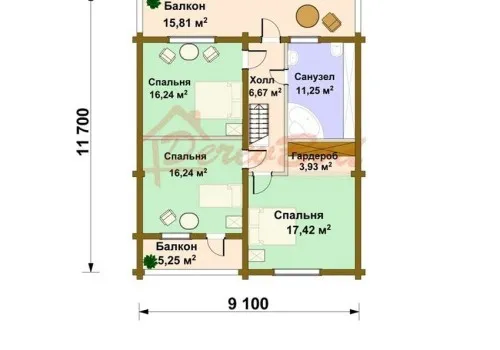 Балкон
15,81 м²
Спальня
16,24 м²
Холл
6,67 м²
Санузел
11,25 м²
11 700
Спальня
16,24 м²
Гардероб
3,93 м²
Спальня
17,42 м²
Балкон
5,25 м²
9 100